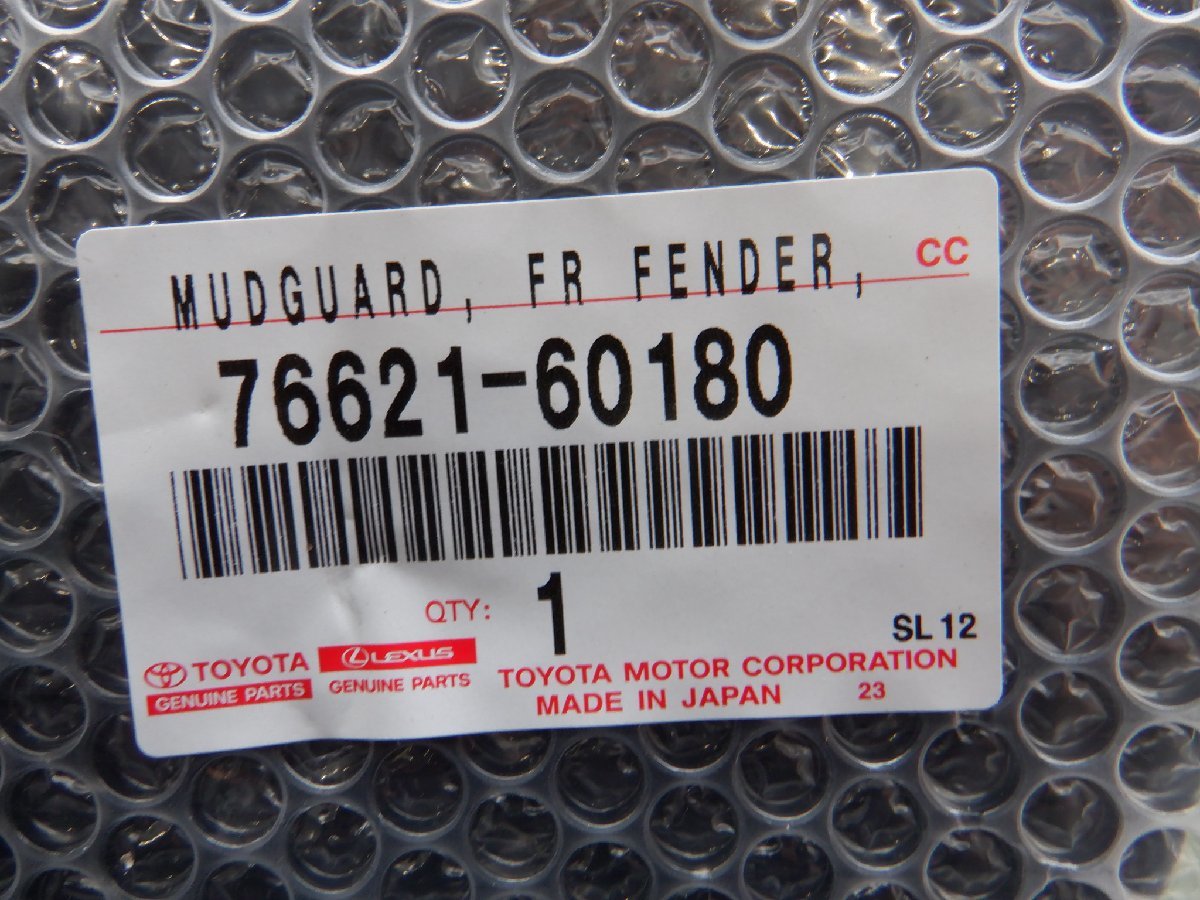 MUDGUARD, FR FENDER, CC
76621-60180
QTY: 1
SL 12
TOYOTA LEXUS
GENUINE PARTS GENUINE PARTS
TOYOTA MOTOR CORPORATION
MADE IN JAPAN 23